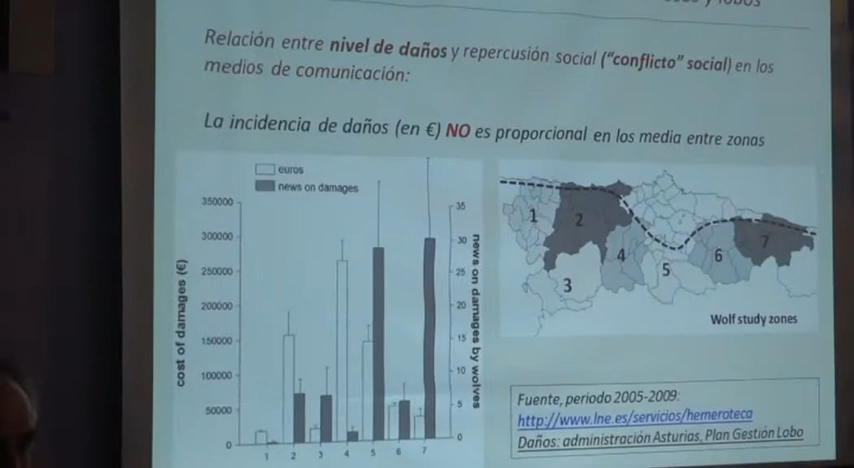 y lobos
Relación entre nivel de daños y repercusión social ("conflicto" social) en los
medios de comunicación:
La incidencia de daños (en €) NO es proporcional en los media entre zonas
euros
news on damages
350000
300000
250000
200000
150000
100000
50000
0
cost of damages (€)
1 2 3 4 5 6 7
35
30
25
20
15
10
5
0
news on damages by wolves
1
2
3
4
5
6
7
Wolf study zones
Fuente, periodo 2005-2009:
http://www.lne.es/servicios/hemeroteca
Daños: administración Asturias, Plan Gestión Lobo